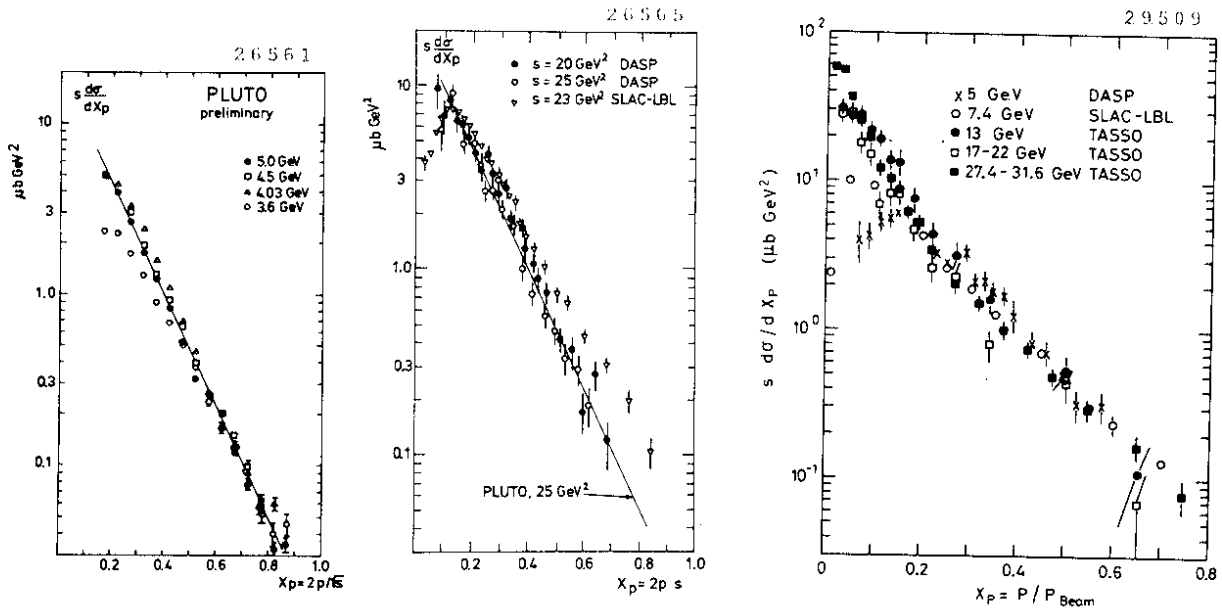 26561
s dσ/dXp
PLUTO
preliminary
10
μb GeV²
● 5.0 GeV
□ 4.5 GeV
▲ 4.03 GeV
○ 3.6 GeV
3
1.0
0.3
0.1
0.2 0.4 0.6 0.8 1.0
Xp=2p/√s
26565
s dσ/dXp
● s = 20 GeV² DASP
○ s = 25 GeV² DASP
▽ s = 23 GeV² SLAC-LBL
10
μb GeV²
3
1.0
0.3
0.1
PLUTO, 25 GeV²
0.2 0.4 0.6 0.8 1.0
Xp=2p s
29509
10²
× 5 GeV DASP
○ 7.4 GeV SLAC-LBL
● 13 GeV TASSO
□ 17-22 GeV TASSO
■ 27.4-31.6 GeV TASSO
10¹
s dσ/dXp (μb GeV²)
10⁰
10⁻¹
10⁻²
0 0.2 0.4 0.6 0.8
Xp = P/P Beam